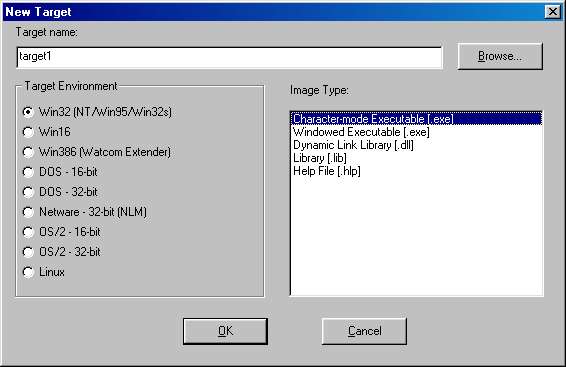 New Target
Target name:
target1
Browse...
Target Environment
Win32 (NT/Win95/Win32s)
Win16
Win386 (Watcom Extender)
DOS - 16-bit
DOS - 32-bit
Netware - 32-bit (NLM)
OS/2 - 16-bit
OS/2 - 32-bit
Linux
Image Type:
Character-mode Executable [.exe]
Windowed Executable [.exe]
Dynamic Link Library [.dll]
Library [.lib]
Help File [.hlp]
OK
Cancel